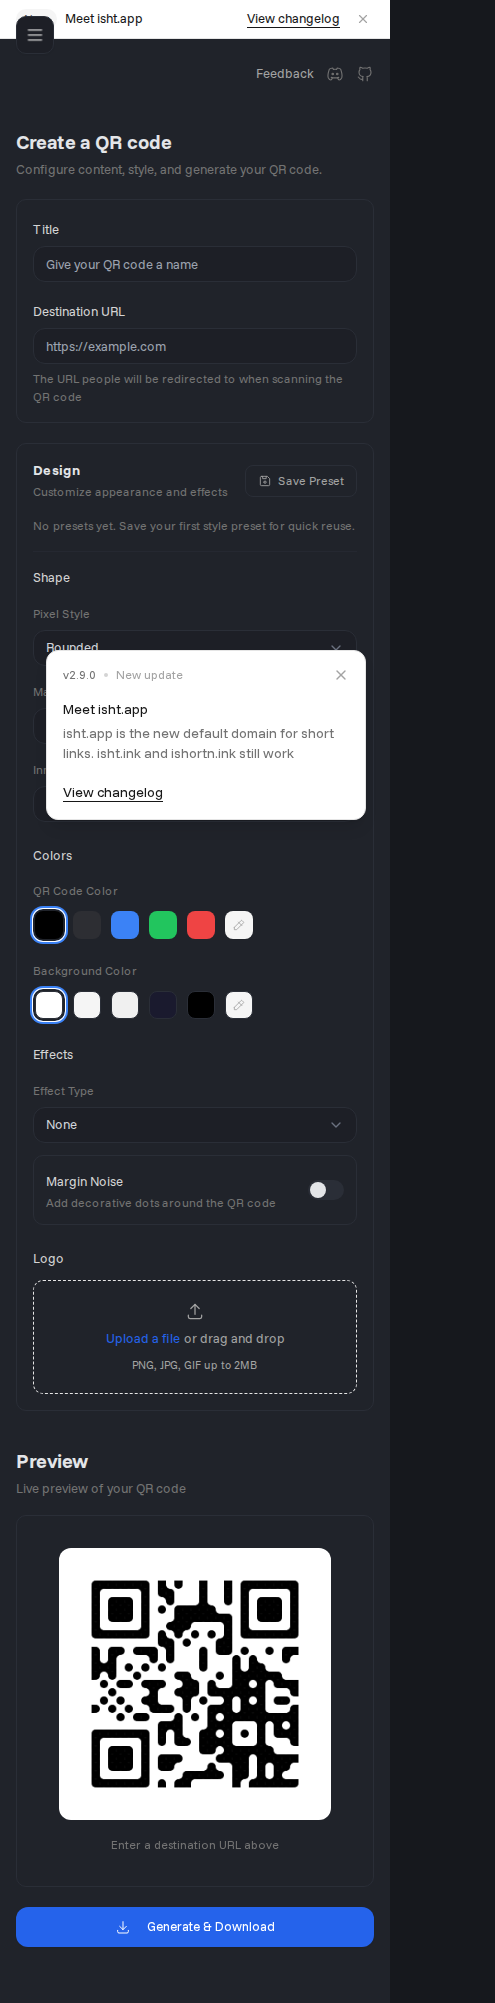 Meet isht.app
View changelog
Feedback
Create a QR code
Configure content, style, and generate your QR code.
Title
Give your QR code a name
Destination URL
https://example.com
The URL people will be redirected to when scanning the
QR code
Design
Customize appearance and effects
Save Preset
No presets yet. Save your first style preset for quick reuse.
Shape
Pixel Style
Rounded
v2.9.0
New update
Meet isht.app
isht.app is the new default domain for short
links. isht.ink and ishortn.ink still work
View changelog
Colors
QR Code Color
Background Color
Effects
Effect Type
None
Margin Noise
Add decorative dots around the QR code
Logo
Upload a file or drag and drop
PNG, JPG, GIF up to 2MB
Preview
Live preview of your QR code
Enter a destination URL above
Generate & Download